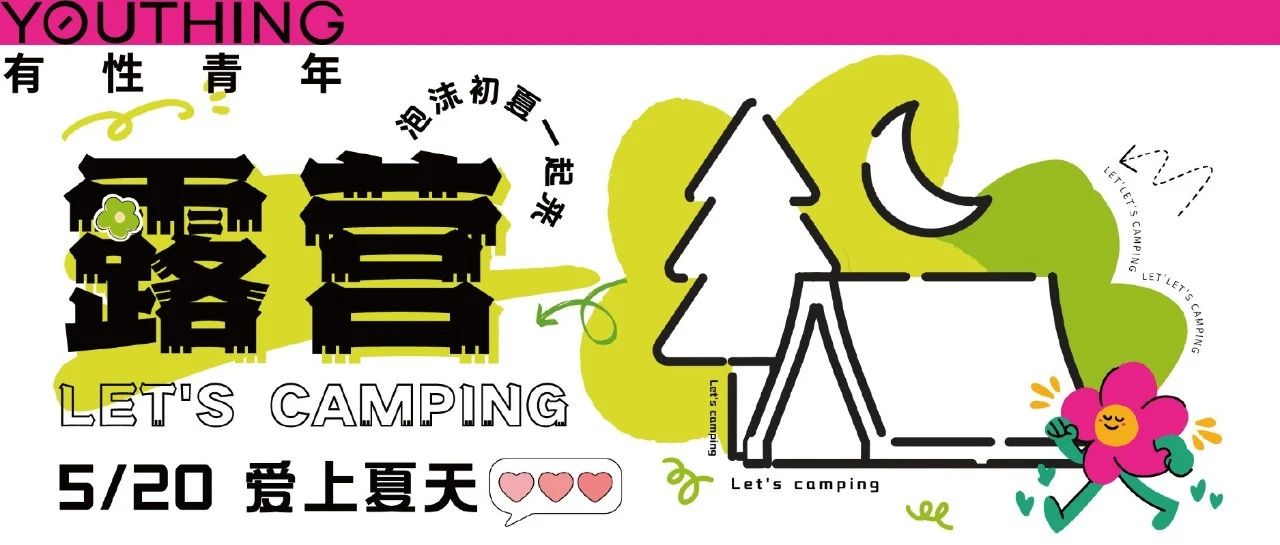 YOUTHING
有性青年
泡沫初夏一起来
露营
LET'S CAMPING
5/20 爱上夏天
LET'LET'S CAMPING
LET'LET'S CAMPING
Let's camping
Let's camping